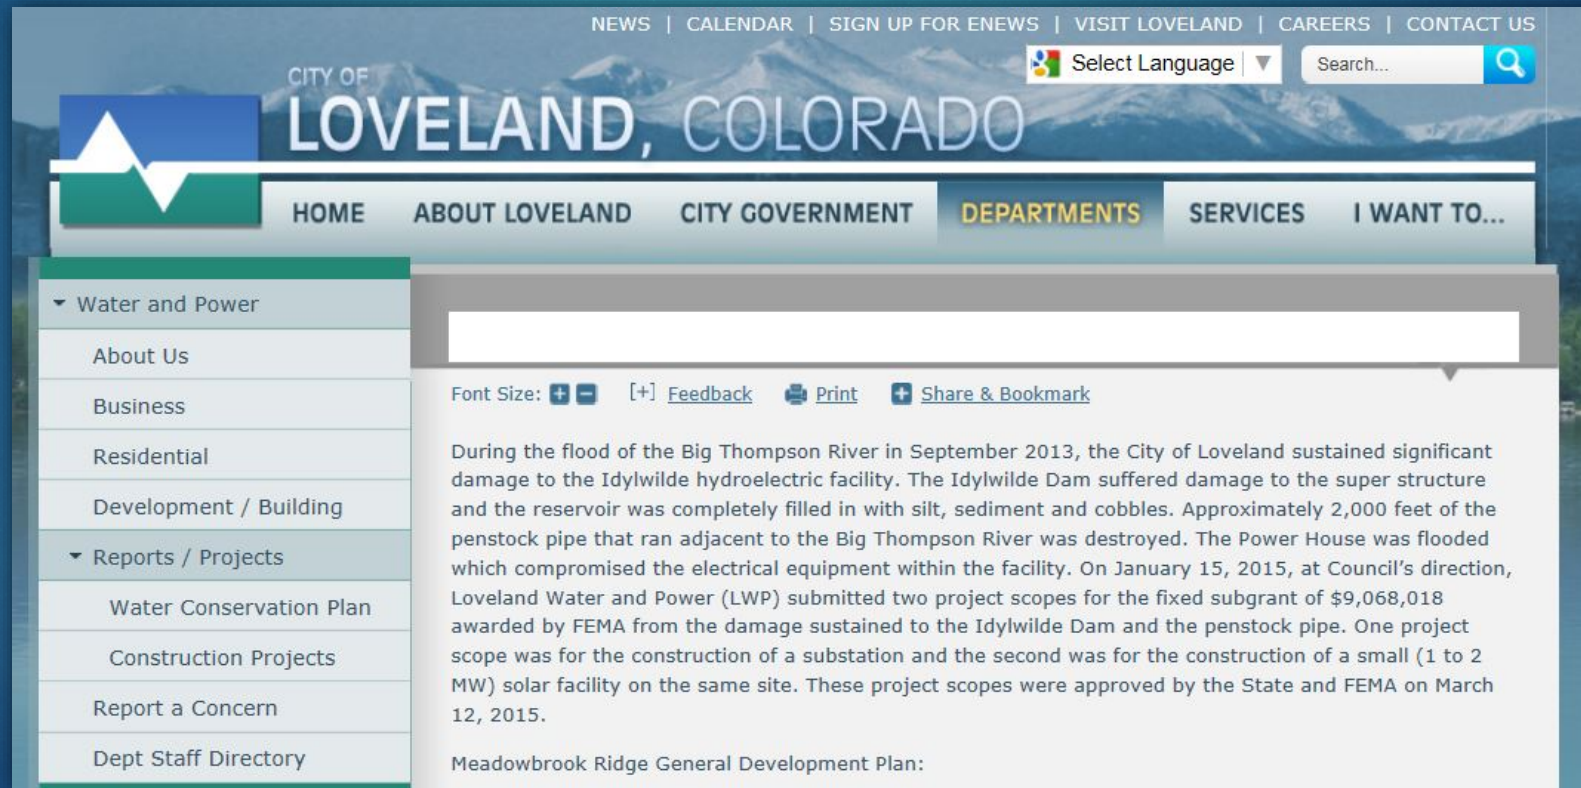 NEWS | CALENDAR | SIGN UP FOR ENEWS | VISIT LOVELAND | CAREERS | CONTACT US
Select Language ▼
Search...
CITY OF
LOVELAND, COLORADO
HOME ABOUT LOVELAND CITY GOVERNMENT DEPARTMENTS SERVICES I WANT TO...
Water and Power
About Us
Business
Residential
Development / Building
Reports / Projects
Water Conservation Plan
Construction Projects
Report a Concern
Dept Staff Directory
Font Size: [+] Feedback Print Share & Bookmark
During the flood of the Big Thompson River in September 2013, the City of Loveland sustained significant
damage to the Idylwilde hydroelectric facility. The Idylwilde Dam suffered damage to the super structure
and the reservoir was completely filled in with silt, sediment and cobbles. Approximately 2,000 feet of the
penstock pipe that ran adjacent to the Big Thompson River was destroyed. The Power House was flooded
which compromised the electrical equipment within the facility. On January 15, 2015, at Council's direction,
Loveland Water and Power (LWP) submitted two project scopes for the fixed subgrant of $9,068,018
awarded by FEMA from the damage sustained to the Idylwilde Dam and the penstock pipe. One project
scope was for the construction of a substation and the second was for the construction of a small (1 to 2
MW) solar facility on the same site. These project scopes were approved by the State and FEMA on March
12, 2015.
Meadowbrook Ridge General Development Plan: